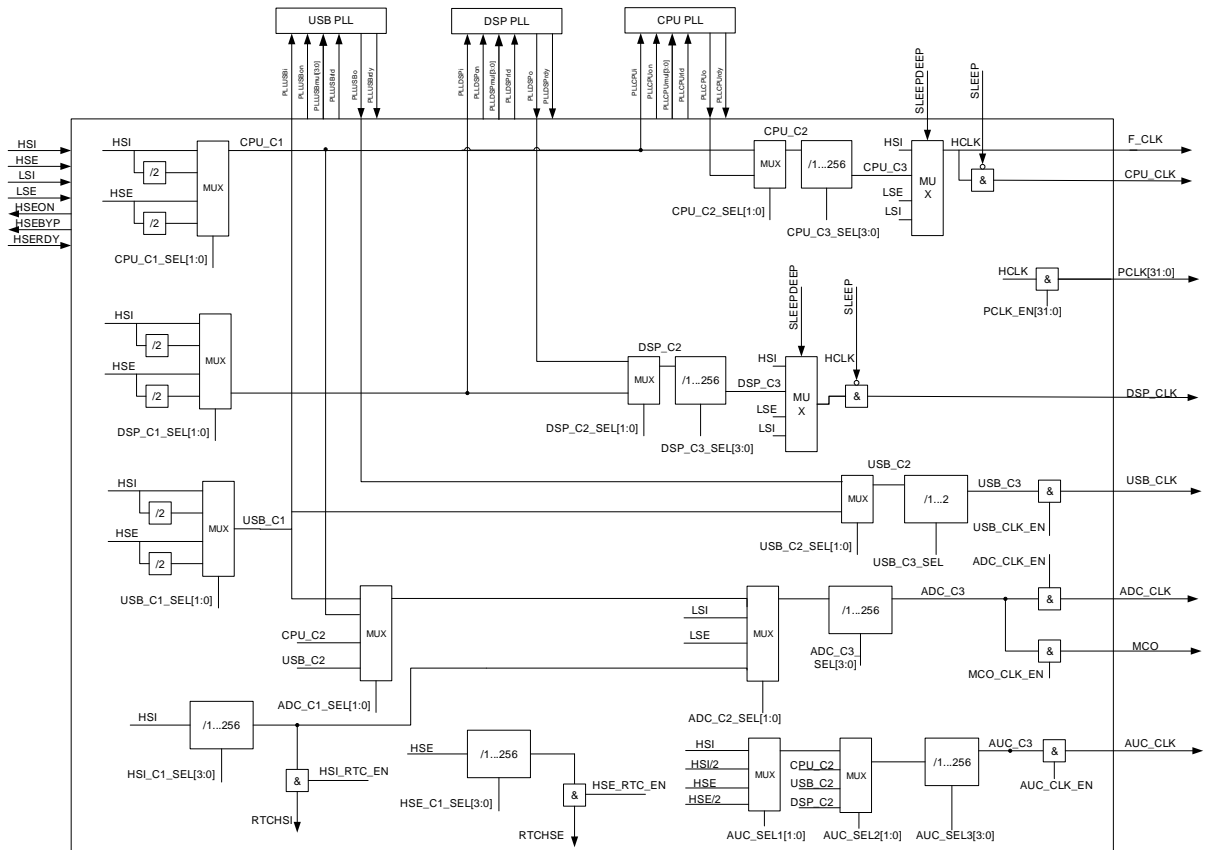 USB PLL
DSP PLL
CPU PLL
PLLUSBi
PLLUSBon
PLLUSBmul[3:0]
PLLUSBrld
PLLUSBo
PLLUSBrdy
PLLDSPi
PLLDSPon
PLLDSPmul[3:0]
PLLDSPrld
PLLDSPo
PLLDSPrdy
PLLCPUi
PLLCPUon
PLLCPUmul[3:0]
PLLCPUrld
PLLCPUo
PLLCPUrdy
SLEEPDEEP
SLEEP
HSI
HSE
LSI
LSE
HSEON
HSEBYP
HSERDY
HSI
/2
HSE
/2
MUX
CPU_C1_SEL[1:0]
CPU_C1
CPU_C2
MUX
CPU_C2_SEL[1:0]
/1...256
CPU_C3_SEL[3:0]
CPU_C3
HSI
LSE
LSI
MU
X
HCLK
&
F_CLK
CPU_CLK
HCLK
&
PCLK_EN[31:0]
PCLK[31:0]
HSI
/2
HSE
/2
MUX
DSP_C1_SEL[1:0]
DSP_C2
MUX
DSP_C2_SEL[1:0]
/1...256
DSP_C3_SEL[3:0]
DSP_C3
SLEEPDEEP
SLEEP
HSI
LSE
LSI
MU
X
HCLK
&
DSP_CLK
HSI
/2
HSE
/2
MUX
USB_C1_SEL[1:0]
USB_C1
USB_C2
MUX
USB_C2_SEL[1:0]
/1...2
USB_C3_SEL
USB_C3
&
USB_CLK_EN
USB_CLK
CPU_C2
USB_C2
MUX
ADC_C1_SEL[1:0]
LSI
LSE
MUX
ADC_C2_SEL[1:0]
/1...256
ADC_C3_
SEL[3:0]
ADC_C3
ADC_CLK_EN
&
ADC_CLK
&
MCO_CLK_EN
MCO
HSI
/1...256
HSI_C1_SEL[3:0]
&
HSI_RTC_EN
RTCHSI
HSE
/1...256
HSE_C1_SEL[3:0]
&
HSE_RTC_EN
RTCHSE
HSI
HSI/2
HSE
HSE/2
MUX
AUC_SEL1[1:0]
CPU_C2
USB_C2
DSP_C2
MUX
AUC_SEL2[1:0]
/1...256
AUC_SEL3[3:0]
AUC_C3
&
AUC_CLK_EN
AUC_CLK